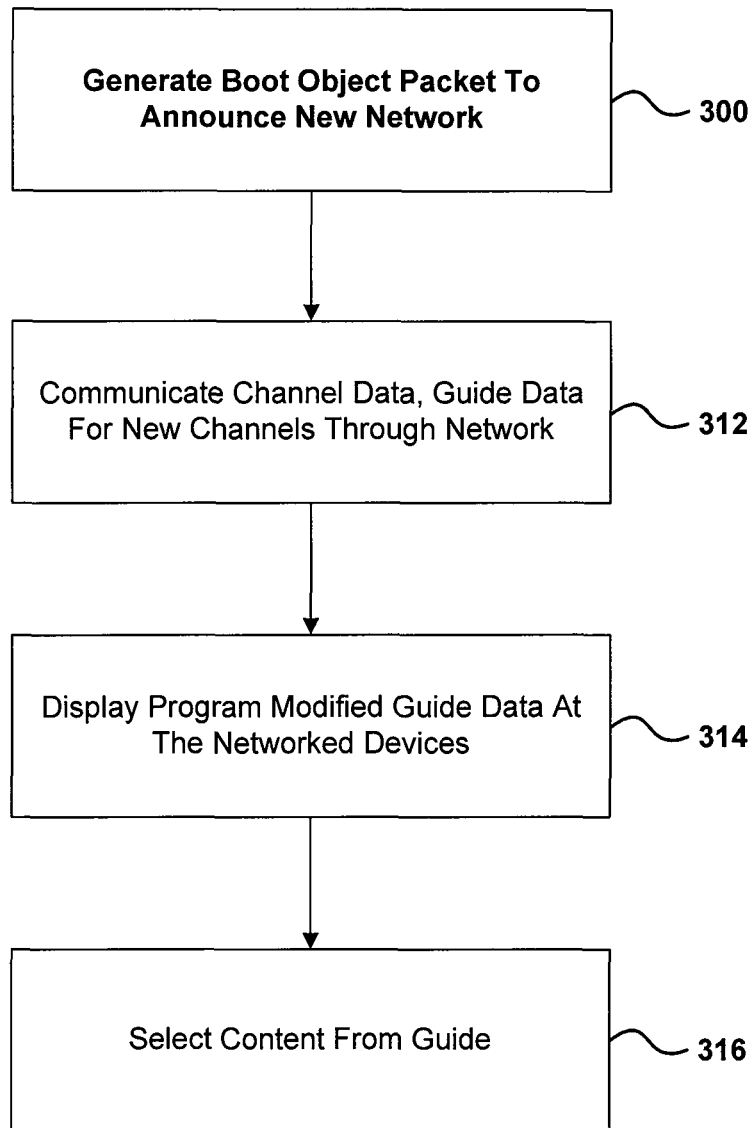 Generate Boot Object Packet To
Announce New Network
300
Communicate Channel Data, Guide Data
For New Channels Through Network
312
Display Program Modified Guide Data At
The Networked Devices
314
Select Content From Guide
316